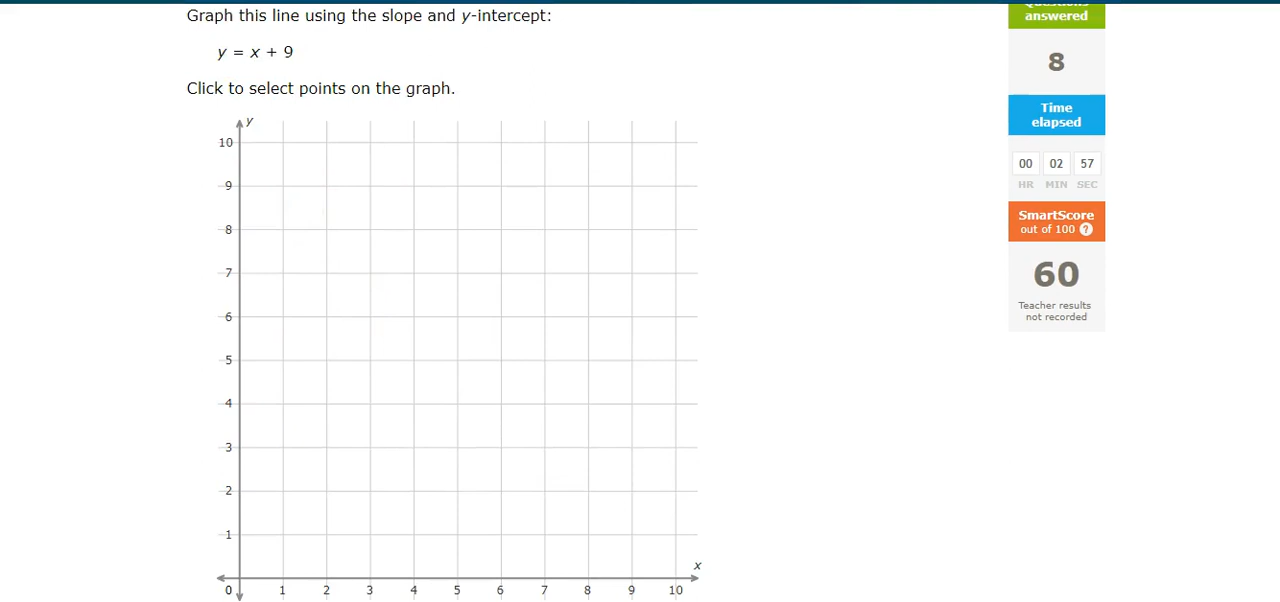 Graph this line using the slope and y-intercept:
y = x + 9
Click to select points on the graph.
y
10
9
8
7
6
5
4
3
2
1
x
0 1 2 3 4 5 6 7 8 9 10
Questions
answered
8
Time
elapsed
00 02 57
HR MIN SEC
SmartScore
out of 100 ?
60
Teacher results
not recorded